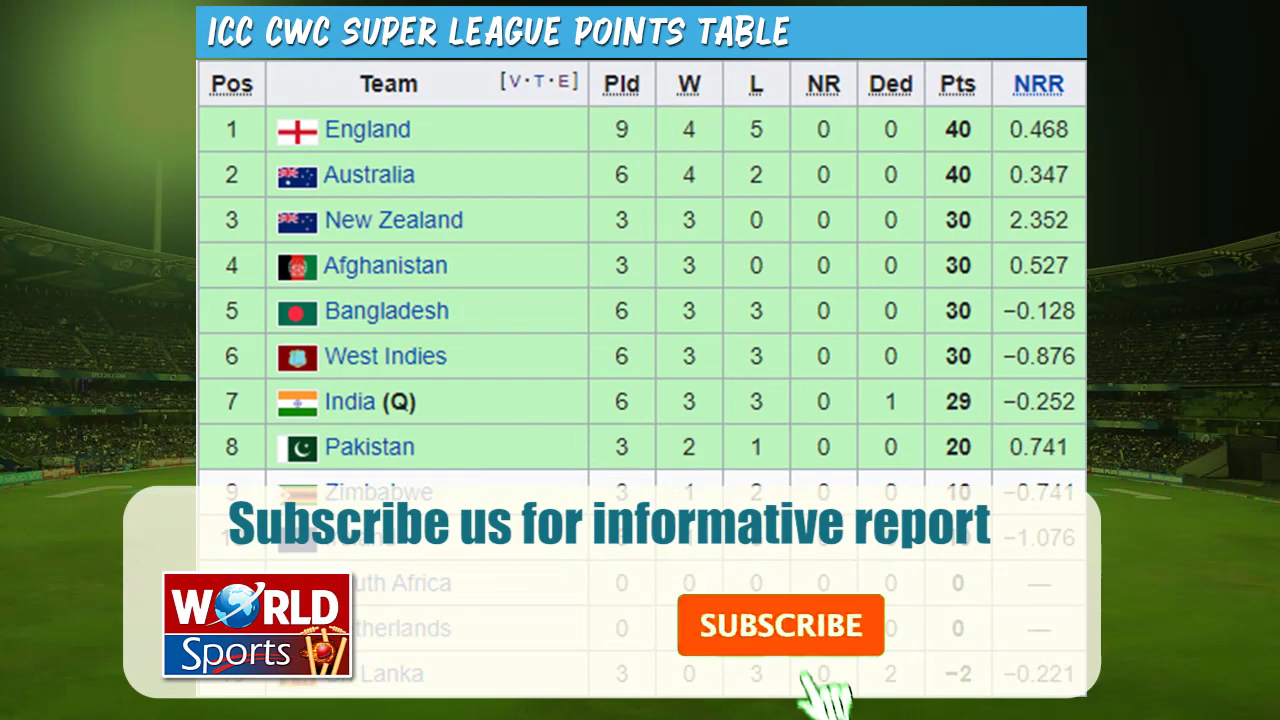 ICC CWC SUPER LEAGUE POINTS TABLE
Pos Team [V·T·E] Pld W L NR Ded Pts NRR
1 England 9 4 5 0 0 40 0.468
2 Australia 6 4 2 0 0 40 0.347
3 New Zealand 3 3 0 0 0 30 2.352
4 Afghanistan 3 3 0 0 0 30 0.527
5 Bangladesh 6 3 3 0 0 30 −0.128
6 West Indies 6 3 3 0 0 30 −0.876
7 India (Q) 6 3 3 0 1 29 −0.252
8 Pakistan 3 2 1 0 0 20 0.741
9 Zimbabwe 3 1 2 0 0 10 −0.741
Subscribe us for informative report
−1.076
Africa 0 0 0 0 0 0 —
0 0 0 —
Lanka 3 0 3 0 2 −2 −0.221
WORLD
Sports
SUBSCRIBE